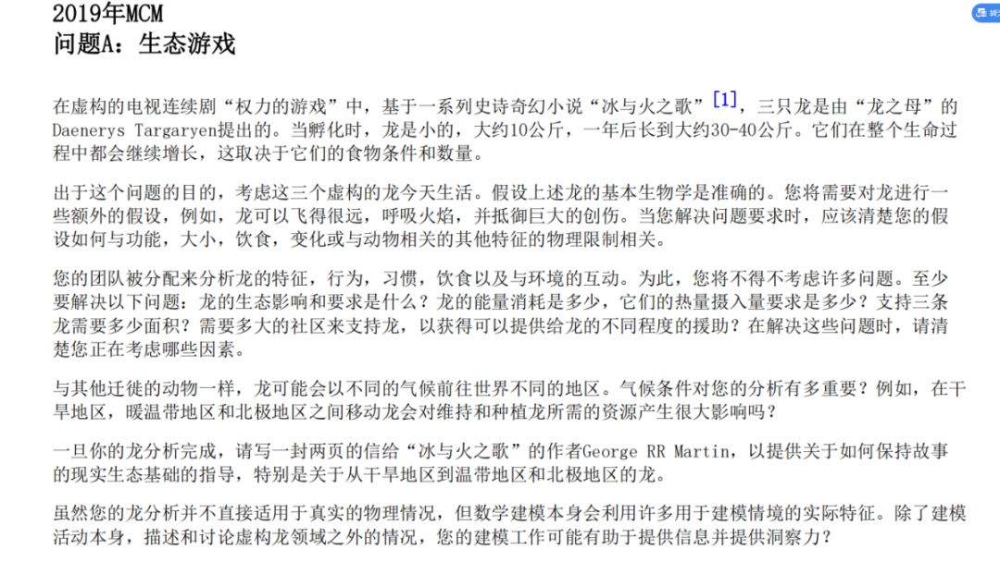 2019年MCM
问题A：生态游戏
在虚构的电视连续剧“权力的游戏”中，基于一系列史诗奇幻小说“冰与火之歌”[1]，三只龙是由“龙之母”的
Daenerys Targaryen提出的。当孵化时，龙是小的，大约10公斤，一年后长到大约30-40公斤。它们在整个生命过
程中都会继续增长，这取决于它们的食物条件和数量。
出于这个问题的目的，考虑这三个虚构的龙今天生活。假设上述龙的基本生物学是准确的。您将需要对龙进行一
些额外的假设，例如，龙可以飞得很远，呼吸火焰，并抵御巨大的创伤。当您解决问题要求时，应该清楚您的假
设如何与功能，大小，饮食，变化或与动物相关的其他特征的物理限制相关。
您的团队被分配来分析龙的特征，行为，习惯，饮食以及与环境的互动。为此，您将不得不考虑许多问题。至少
要解决以下问题：龙的生态影响和要求是什么？龙的能量消耗是多少，它们的热量摄入量要求是多少？支持三条
龙需要多少面积？需要多大的社区来支持龙，以获得可以提供给龙的不同程度的援助？在解决这些问题时，请清
楚您正在考虑哪些因素。
与其他迁徙的动物一样，龙可能会以不同的气候前往世界不同的地区。气候条件对您的分析有多重要？例如，在干
旱地区，暖温带地区和北极地区之间移动龙会对维持和种植龙所需的资源产生很大影响吗？
一旦你的龙分析完成，请写一封两页的信给“冰与火之歌”的作者George RR Martin，以提供关于如何保持故事
的现实生态基础的指导，特别是关于从干旱地区到温带地区和北极地区的龙。
虽然您的龙分析并不直接适用于真实的物理情况，但数学建模本身会利用许多用于建模情境的实际特征。除了建模
活动本身，描述和讨论虚构龙领域之外的情况，您的建模工作可能有助于提供信息并提供洞察力？